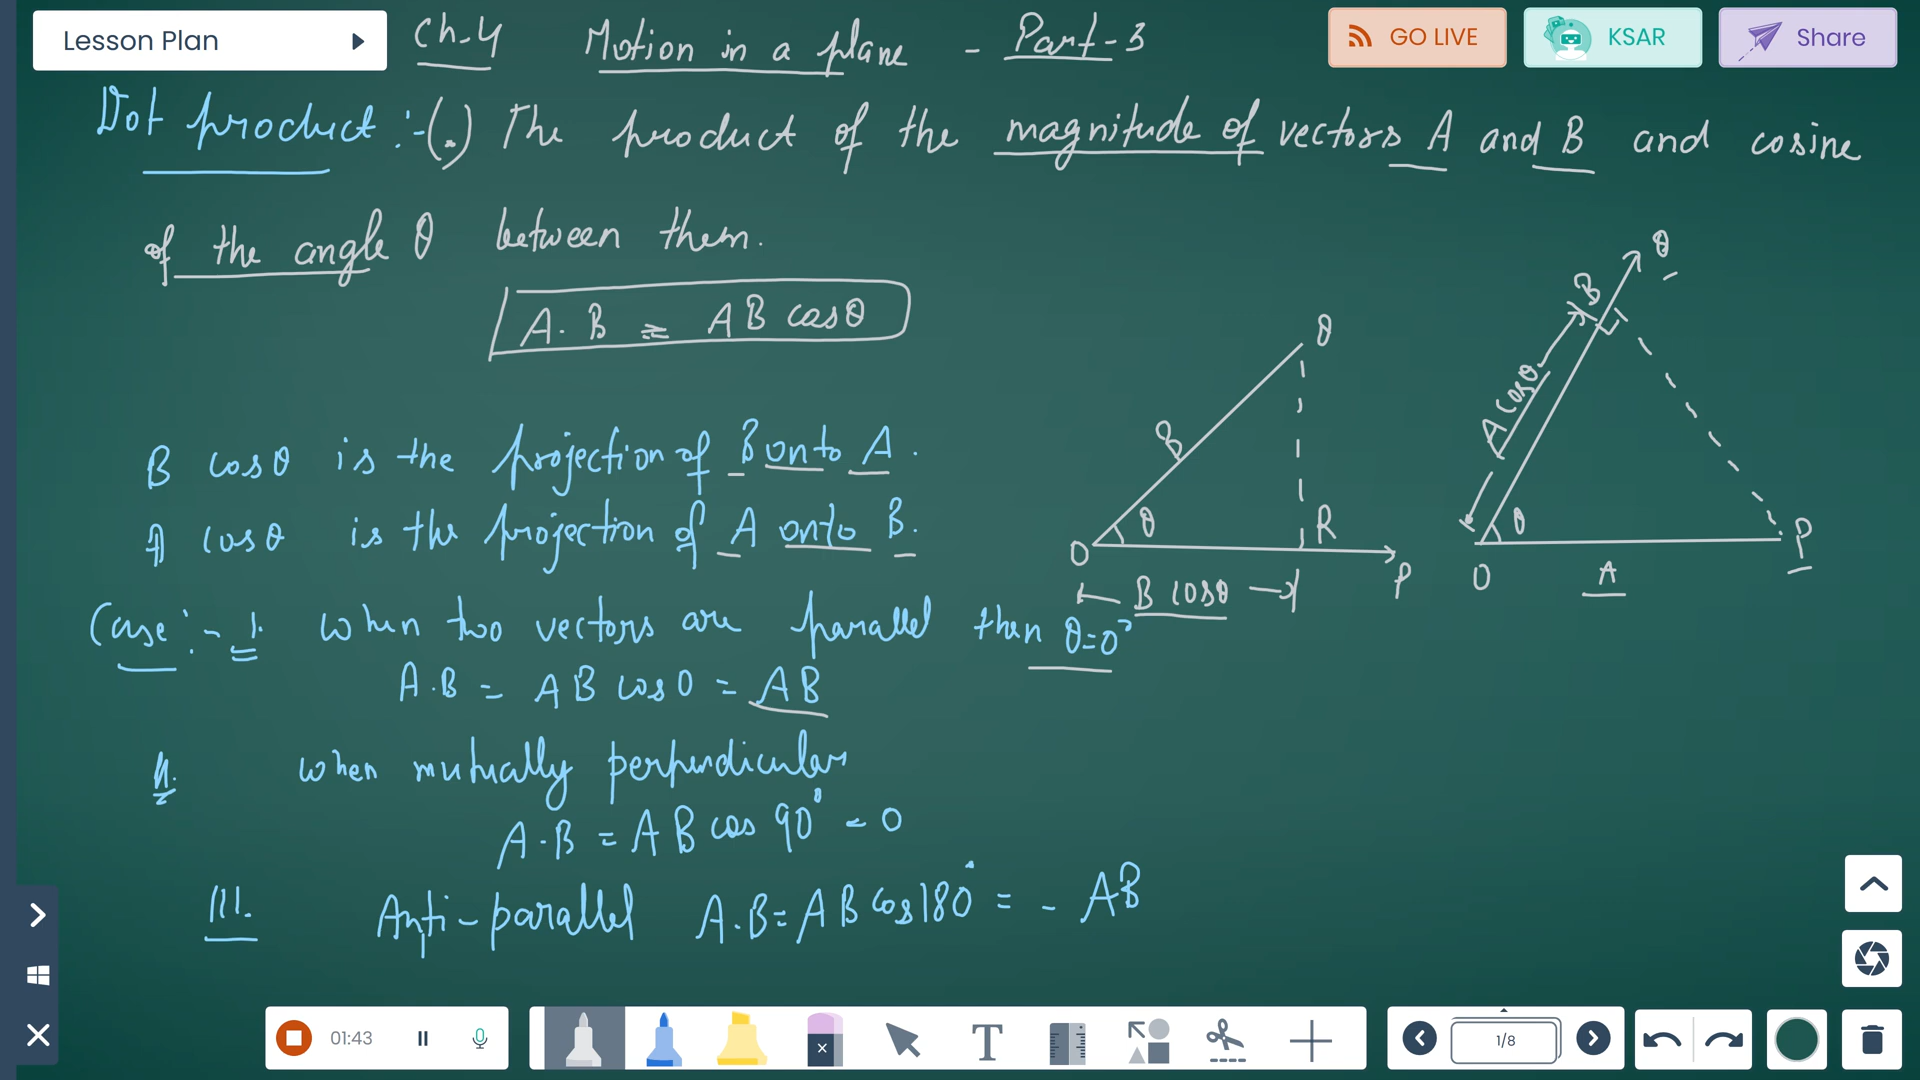 Lesson Plan
Ch-4 Motion in a plane - Part-3
GO LIVE
KSAR
Share
Dot product :-(.) The product of the magnitude of vectors A and B and cosine
of the angle θ between them.
A. B = AB cosθ
B cosθ is the projection of B onto A.
A cosθ is the projection of A onto B.
Case :- I. When two vectors are parallel then θ=0°
A.B = AB cos0 = AB
II. When mutually perpendicular
A.B = AB cos 90° = 0
III. Anti-parallel A.B = AB cos180° = - AB
Q
B
θ
O
R
P
B cosθ
Q
B
A cosθ
θ
O
A
P
01:43
T
1/8